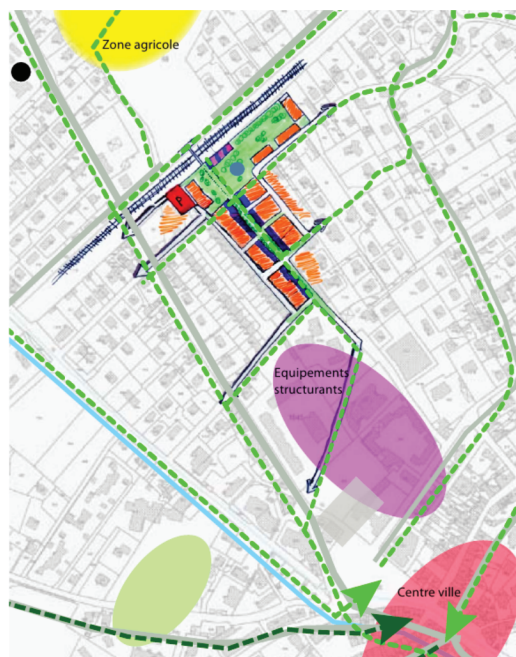 Zone agricole
P
Equipements
structurants
Centre ville